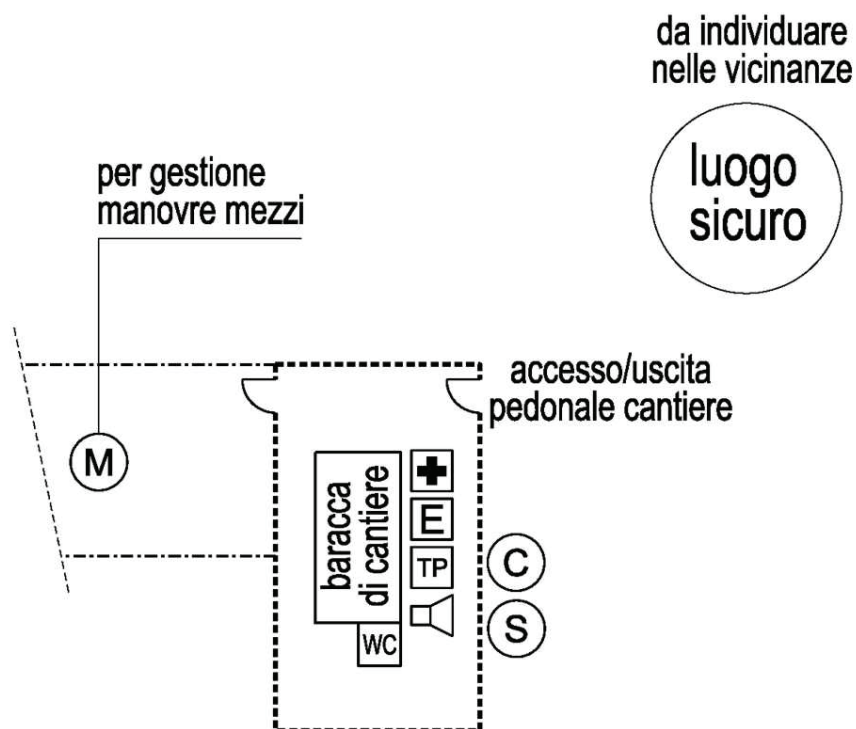 da individuare
nelle vicinanze
luogo
sicuro
per gestione
manovre mezzi
accesso/uscita
pedonale cantiere
M
baracca
di cantiere
E
TP
C
S
WC